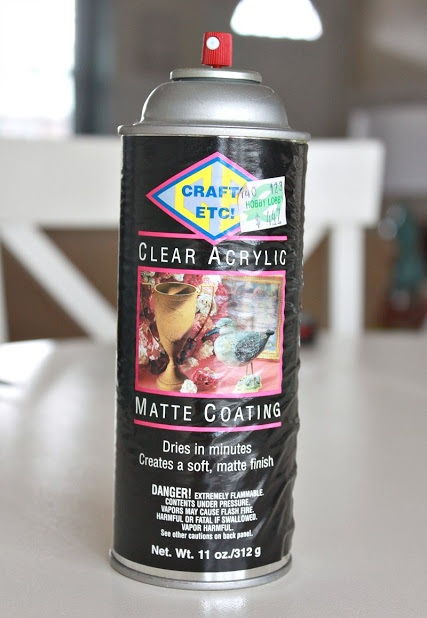 CRAFT
ETC!
HOBBY LOBBY
CLEAR ACRYLIC
MATTE COATING
Dries in minutes
Creates a soft, matte finish
DANGER! EXTREMELY FLAMMABLE.
CONTENTS UNDER PRESSURE.
VAPORS MAY CAUSE FLASH FIRE.
HARMFUL OR FATAL IF SWALLOWED.
VAPOR HARMFUL.
See other cautions on back panel.
Net. Wt. 11 oz./312 g